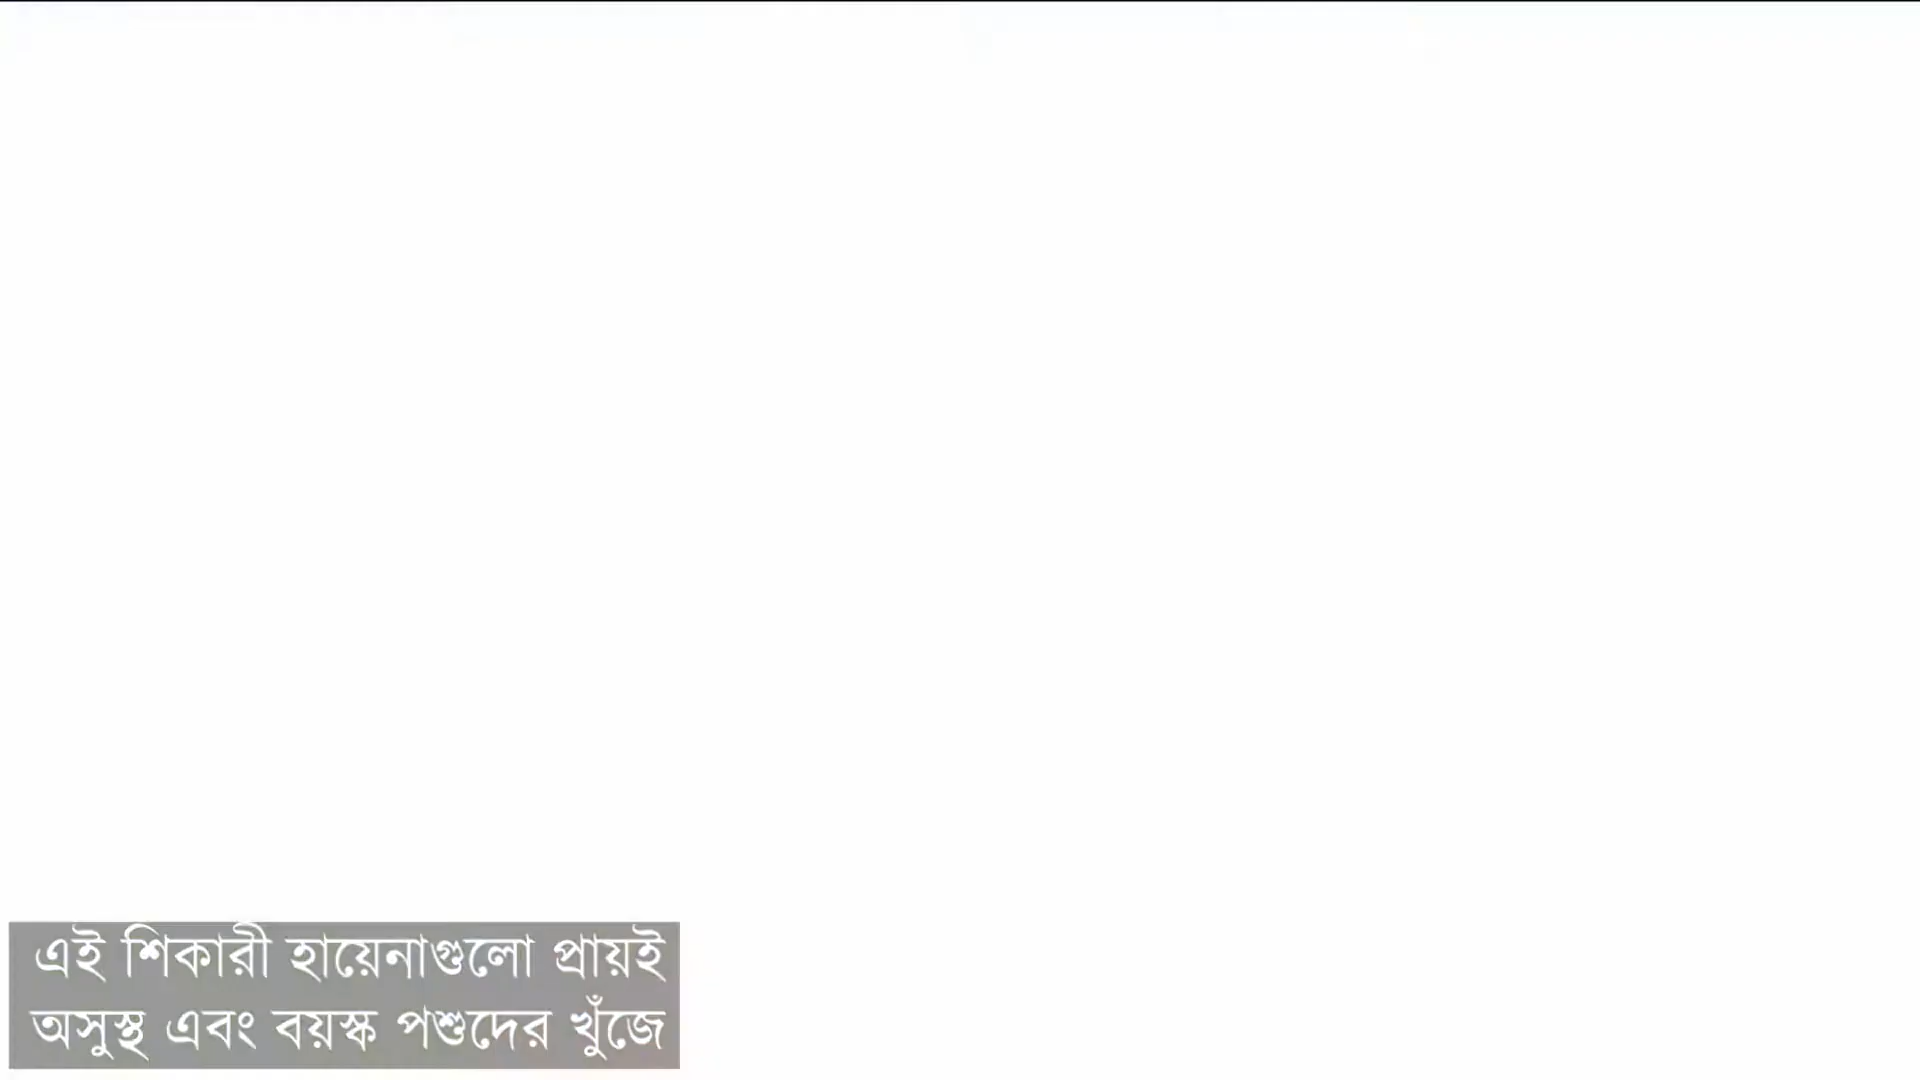 এই শিকারী হায়েনাগুলো প্রায়ই
অসুস্থ এবং বয়স্ক পশুদের খুঁজে